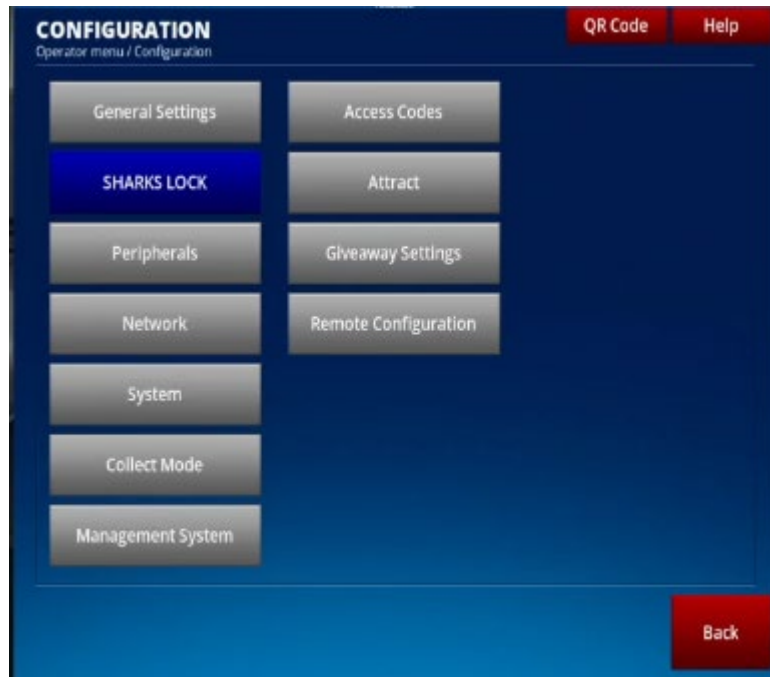 CONFIGURATION
Operator menu / Configuration
QR Code
Help
General Settings
Access Codes
SHARKS LOCK
Attract
Peripherals
Giveaway Settings
Network
Remote Configuration
System
Collect Mode
Management System
Back